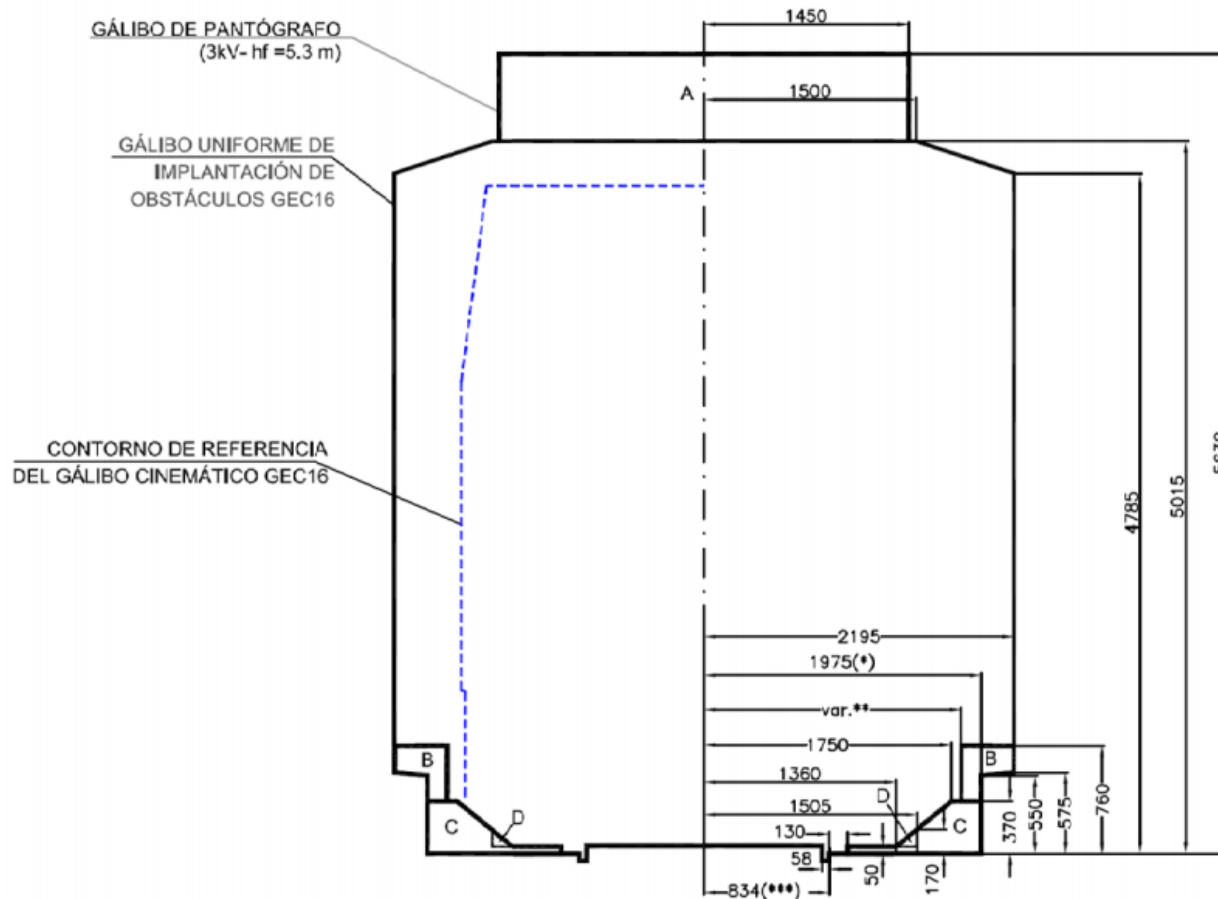 1450
GÁLIBO DE PANTÓGRAFO
(3kV- hf =5.3 m)
A
1500
GÁLIBO UNIFORME DE
IMPLANTACIÓN DE
OBSTÁCULOS GEC16
CONTORNO DE REFERENCIA
DEL GÁLIBO CINEMÁTICO GEC16
4785
5015
2195
1975(*)
var.**
1750
B
B
1360
D
1505
D
C
C
130
58
50
170
370
550
575
760
834(***)